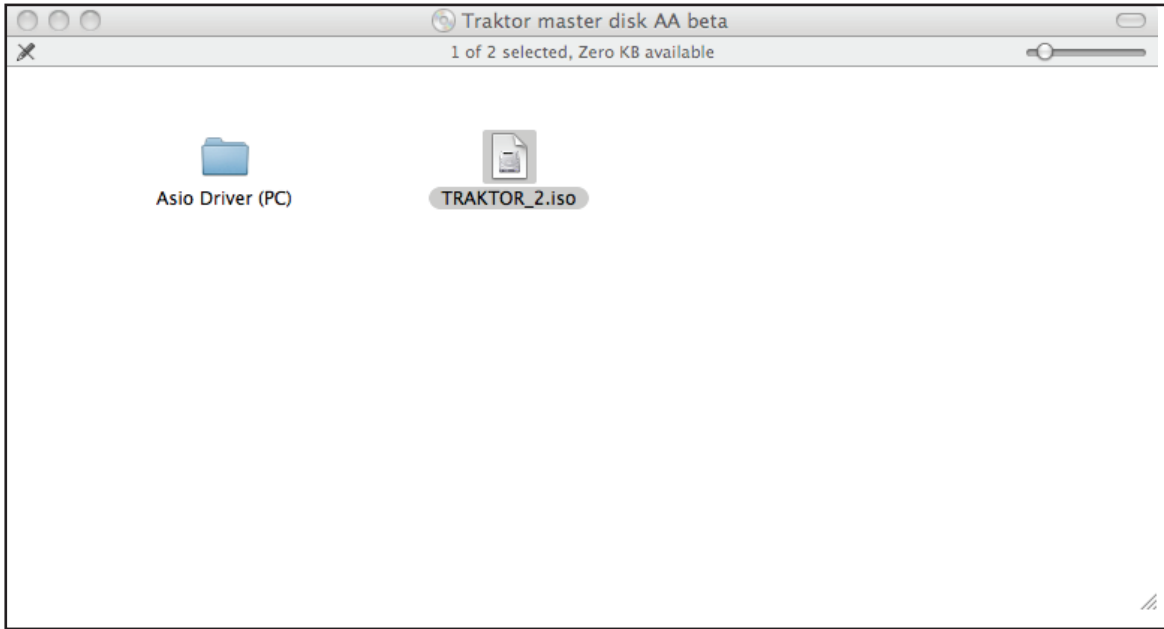 Traktor master disk AA beta
1 of 2 selected, Zero KB available
Asio Driver (PC)
TRAKTOR_2.iso